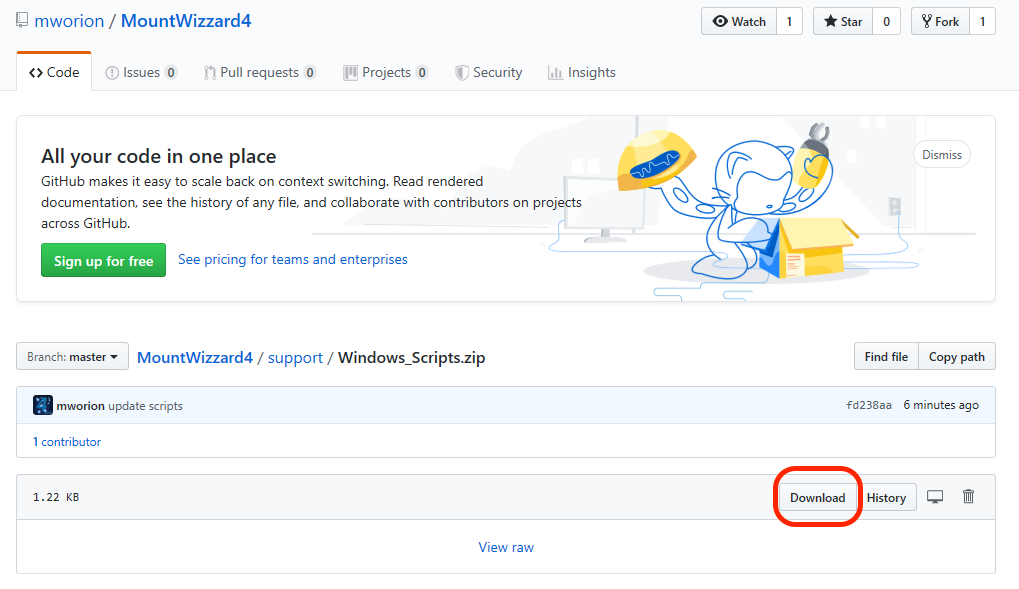 mworion / MountWizzard4
Watch 1 Star 0 Fork 1
Code Issues 0 Pull requests 0 Projects 0 Security Insights
All your code in one place
Dismiss
GitHub makes it easy to scale back on context switching. Read rendered
documentation, see the history of any file, and collaborate with contributors on projects
across GitHub.
Sign up for free See pricing for teams and enterprises
Branch: master MountWizzard4 / support / Windows_Scripts.zip Find file Copy path
mworion update scripts fd238aa 6 minutes ago
1 contributor
1.22 KB Download History
View raw